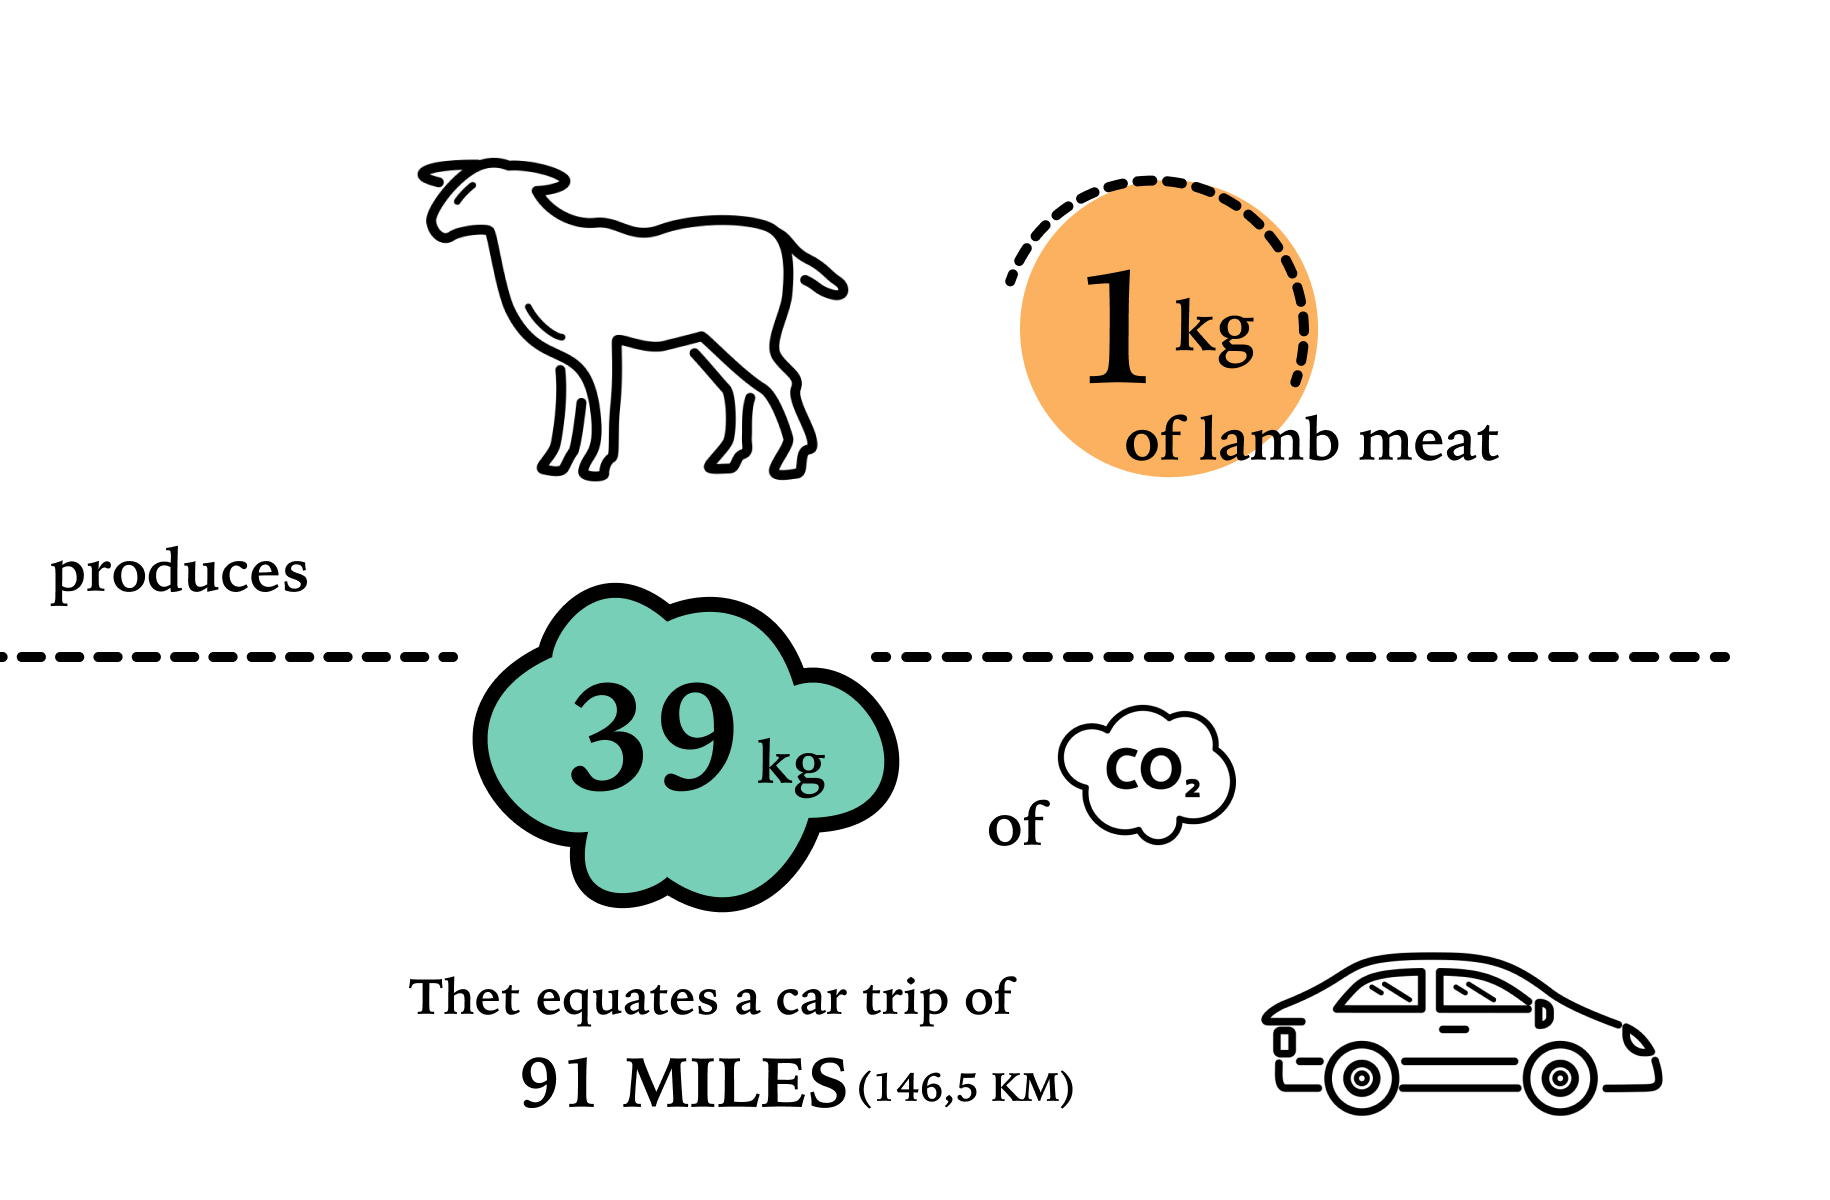 1 kg
of lamb meat
produces
39 kg
of CO₂
Thet equates a car trip of
91 MILES (146,5 KM)